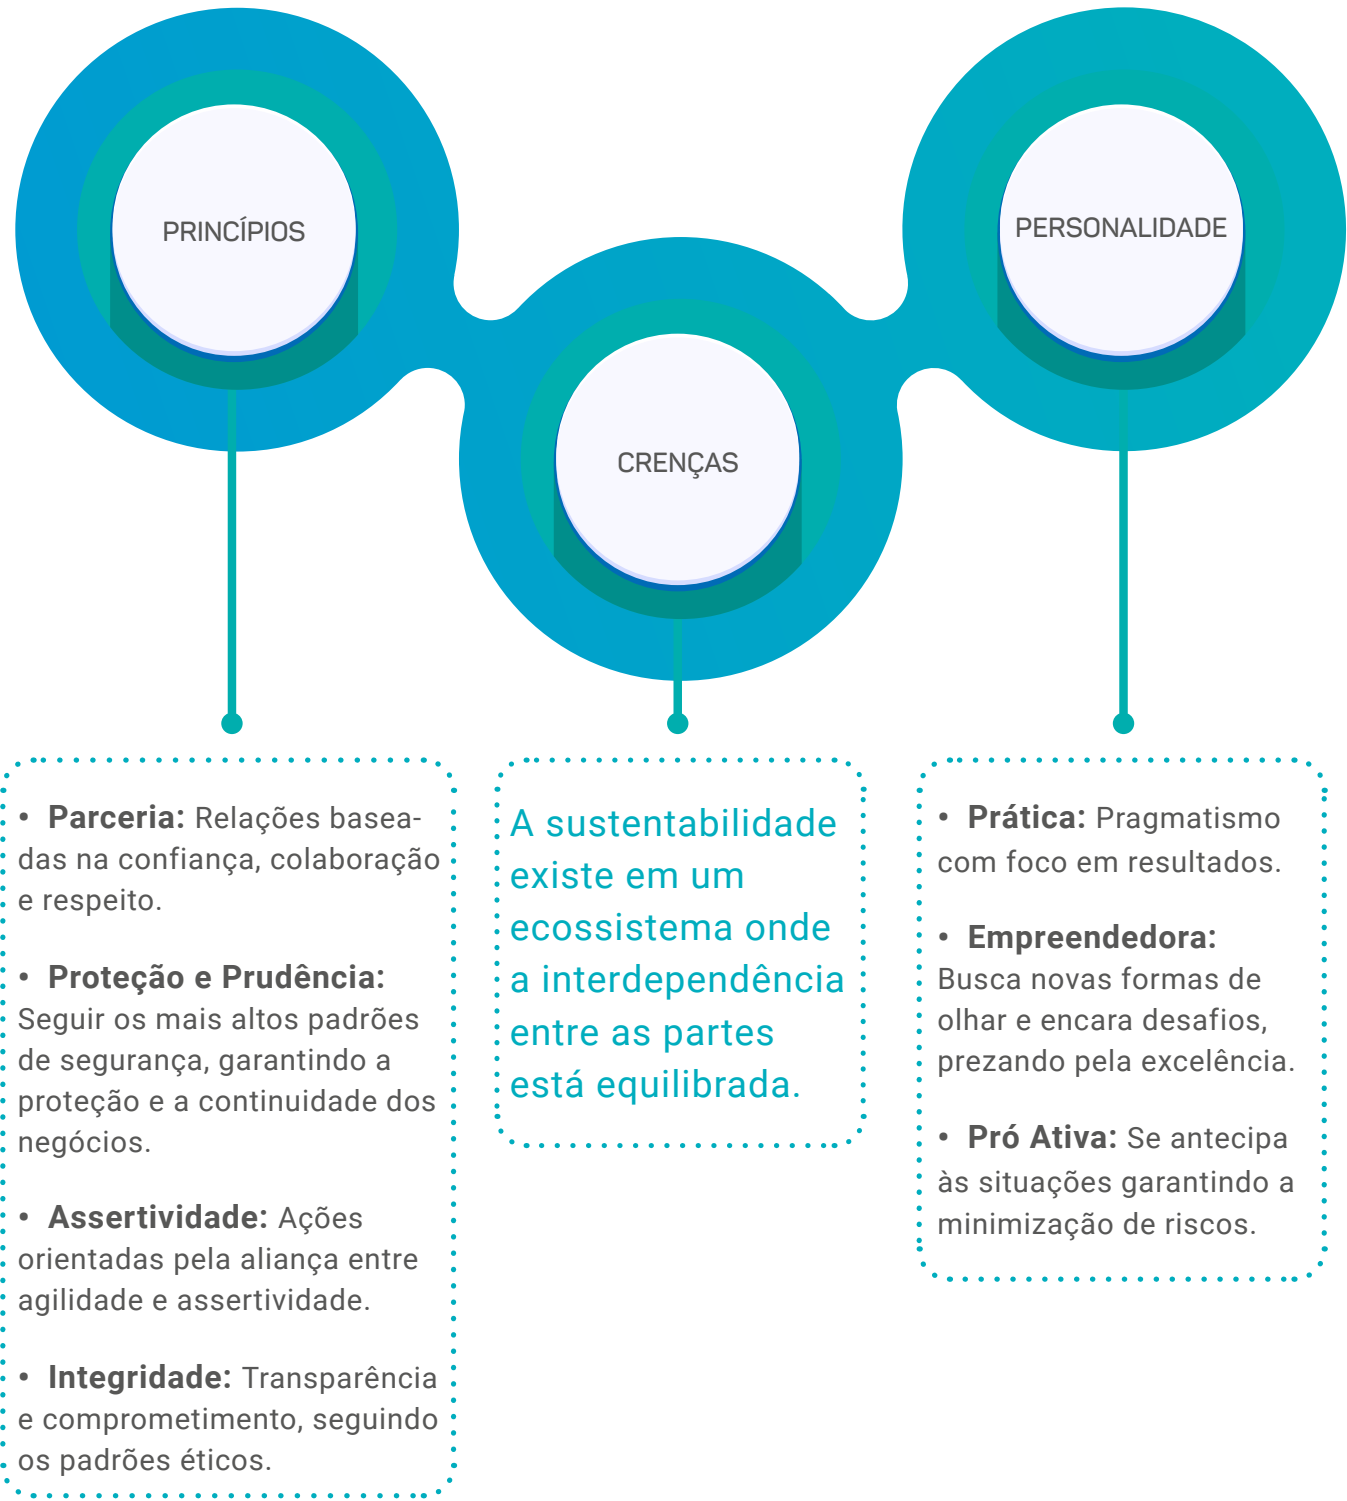 PRINCÍPIOS
PERSONALIDADE
CRENÇAS
• Parceria: Relações basea-
das na confiança, colaboração
e respeito.
• Proteção e Prudência:
Seguir os mais altos padrões
de segurança, garantindo a
proteção e a continuidade dos
negócios.
• Assertividade: Ações
orientadas pela aliança entre
agilidade e assertividade.
• Integridade: Transparência
e comprometimento, seguindo
os padrões éticos.
A sustentabilidade
existe em um
ecossistema onde
a interdependência
entre as partes
está equilibrada.
• Prática: Pragmatismo
com foco em resultados.
• Empreendedora:
Busca novas formas de
olhar e encara desafios,
prezando pela excelência.
• Pró Ativa: Se antecipa
às situações garantindo a
minimização de riscos.